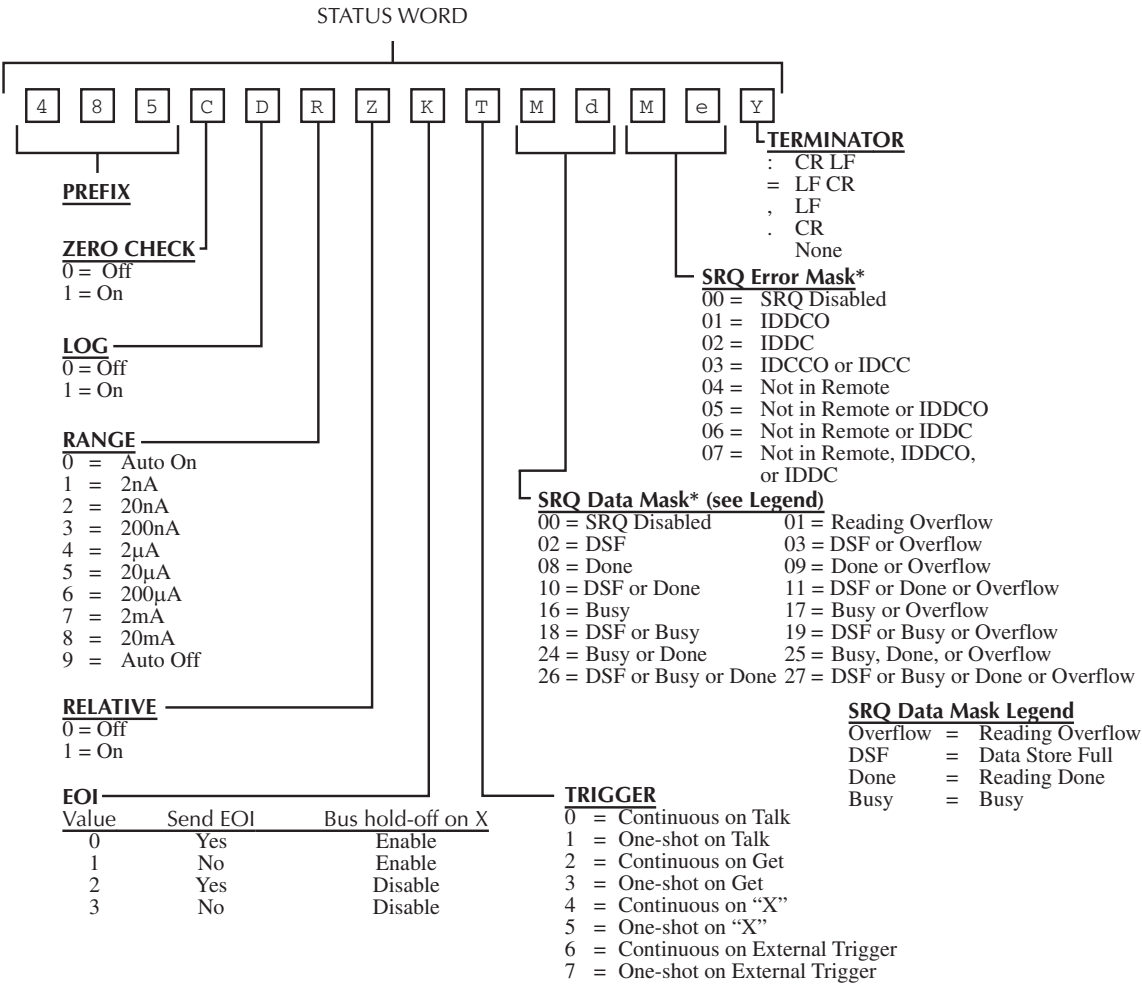 STATUS WORD
4 8 5 C D R Z K T M d M e Y
PREFIX
TERMINATOR
: CR LF
= LF CR
, LF
. CR
None
ZERO CHECK
0 = Off
1 = On
SRQ Error Mask*
00 = SRQ Disabled
01 = IDDCO
02 = IDDC
03 = IDCCO or IDCC
04 = Not in Remote
05 = Not in Remote or IDDCO
06 = Not in Remote or IDDC
07 = Not in Remote, IDDCO,
or IDDC
LOG
0 = Off
1 = On
RANGE
0 = Auto On
1 = 2nA
2 = 20nA
3 = 200nA
4 = 2µA
5 = 20µA
6 = 200µA
7 = 2mA
8 = 20mA
9 = Auto Off
SRQ Data Mask* (see Legend)
00 = SRQ Disabled 01 = Reading Overflow
02 = DSF 03 = DSF or Overflow
08 = Done 09 = Done or Overflow
10 = DSF or Done 11 = DSF or Done or Overflow
16 = Busy 17 = Busy or Overflow
18 = DSF or Busy 19 = DSF or Busy or Overflow
24 = Busy or Done 25 = Busy, Done, or Overflow
26 = DSF or Busy or Done 27 = DSF or Busy or Done or Overflow
RELATIVE
0 = Off
1 = On
SRQ Data Mask Legend
Overflow = Reading Overflow
DSF = Data Store Full
Done = Reading Done
Busy = Busy
EOI
Value Send EOI Bus hold-off on X
0 Yes Enable
1 No Enable
2 Yes Disable
3 No Disable
TRIGGER
0 = Continuous on Talk
1 = One-shot on Talk
2 = Continuous on Get
3 = One-shot on Get
4 = Continuous on “X”
5 = One-shot on “X”
6 = Continuous on External Trigger
7 = One-shot on External Trigger